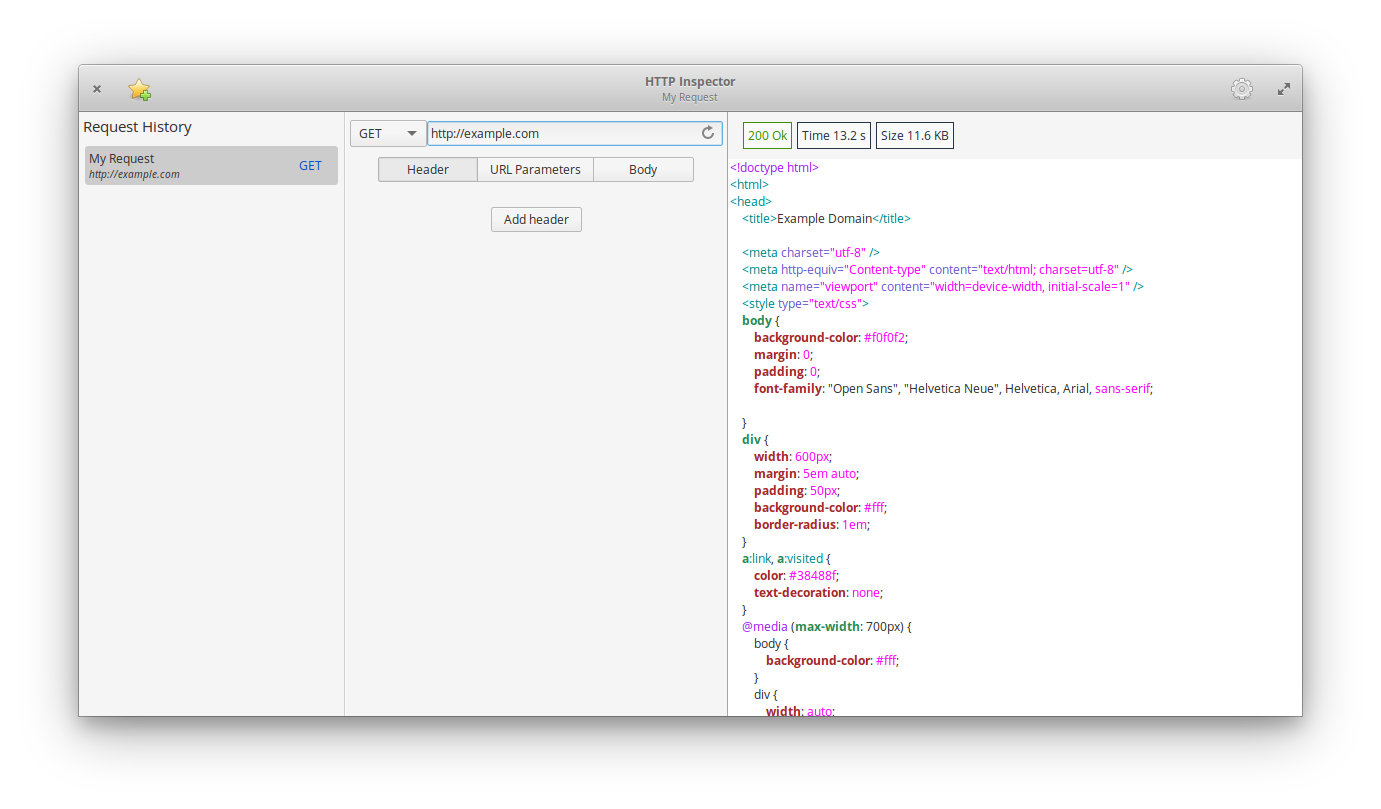 HTTP Inspector
My Request
Request History
My Request
http://example.com
GET
GET
http://example.com
Header
URL Parameters
Body
Add header
200 Ok
Time 13.2 s
Size 11.6 KB
<!doctype html>
<html>
<head>
<title>Example Domain</title>
<meta charset="utf-8" />
<meta http-equiv="Content-type" content="text/html; charset=utf-8" />
<meta name="viewport" content="width=device-width, initial-scale=1" />
<style type="text/css">
body {
background-color: #f0f0f2;
margin: 0;
padding: 0;
font-family: "Open Sans", "Helvetica Neue", Helvetica, Arial, sans-serif;
}
div {
width: 600px;
margin: 5em auto;
padding: 50px;
background-color: #fff;
border-radius: 1em;
}
a:link, a:visited {
color: #38488f;
text-decoration: none;
}
@media (max-width: 700px) {
body {
background-color: #fff;
}
div {
width: auto;